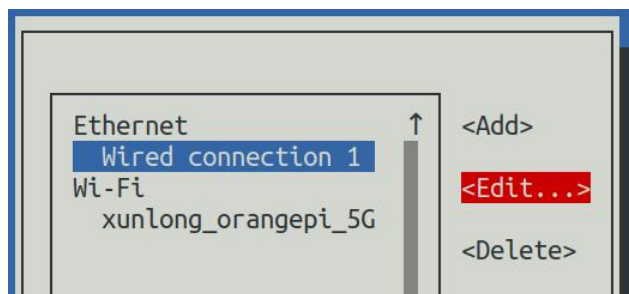 Ethernet ↑ <Add>
Wired connection 1
Wi-Fi <Edit...>
xunlong_orangepi_5G
<Delete>